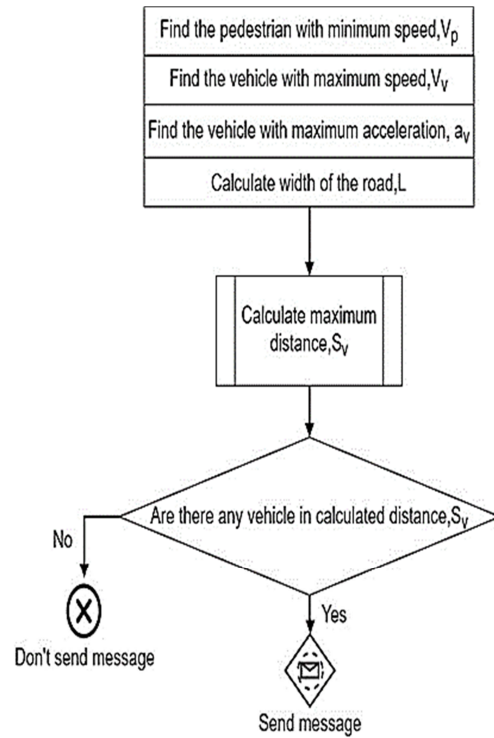 Find the pedestrian with minimum speed,Vp
Find the vehicle with maximum speed,Vv
Find the vehicle with maximum acceleration, av
Calculate width of the road,L
Calculate maximum
distance,Sv
Are there any vehicle in calculated distance,Sv
No
Yes
Don't send message
Send message